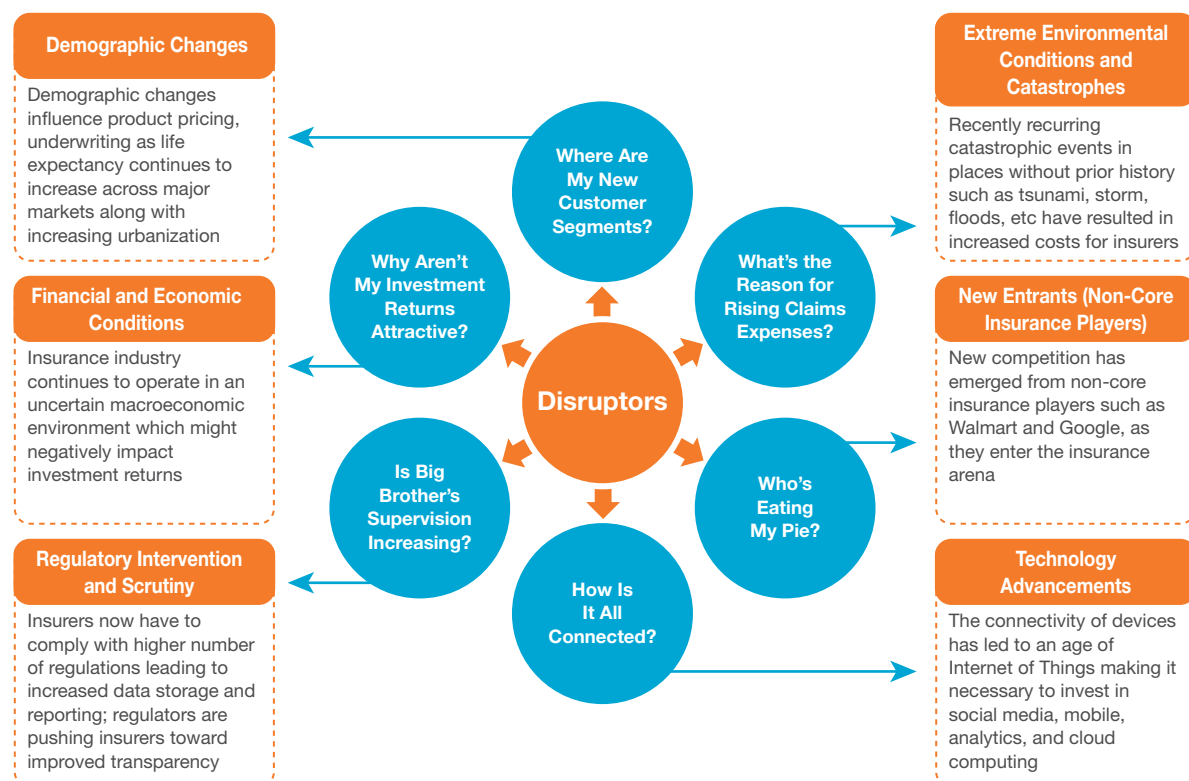 Demographic Changes
Demographic changes
influence product pricing,
underwriting as life
expectancy continues to
increase across major
markets along with
increasing urbanization
Financial and Economic
Conditions
Insurance industry
continues to operate in an
uncertain macroeconomic
environment which might
negatively impact
investment returns
Regulatory Intervention
and Scrutiny
Insurers now have to
comply with higher number
of regulations leading to
increased data storage and
reporting; regulators are
pushing insurers toward
improved transparency
Where Are
My New
Customer
Segments?
Why Aren't
My Investment
Returns
Attractive?
What's the
Reason for
Rising Claims
Expenses?
Disruptors
Is Big
Brother's
Supervision
Increasing?
Who's
Eating
My Pie?
How Is
It All
Connected?
Extreme Environmental
Conditions and
Catastrophes
Recently recurring
catastrophic events in
places without prior history
such as tsunami, storm,
floods, etc have resulted in
increased costs for insurers
New Entrants (Non-Core
Insurance Players)
New competition has
emerged from non-core
insurance players such as
Walmart and Google, as
they enter the insurance
arena
Technology
Advancements
The connectivity of devices
has led to an age of
Internet of Things making it
necessary to invest in
social media, mobile,
analytics, and cloud
computing